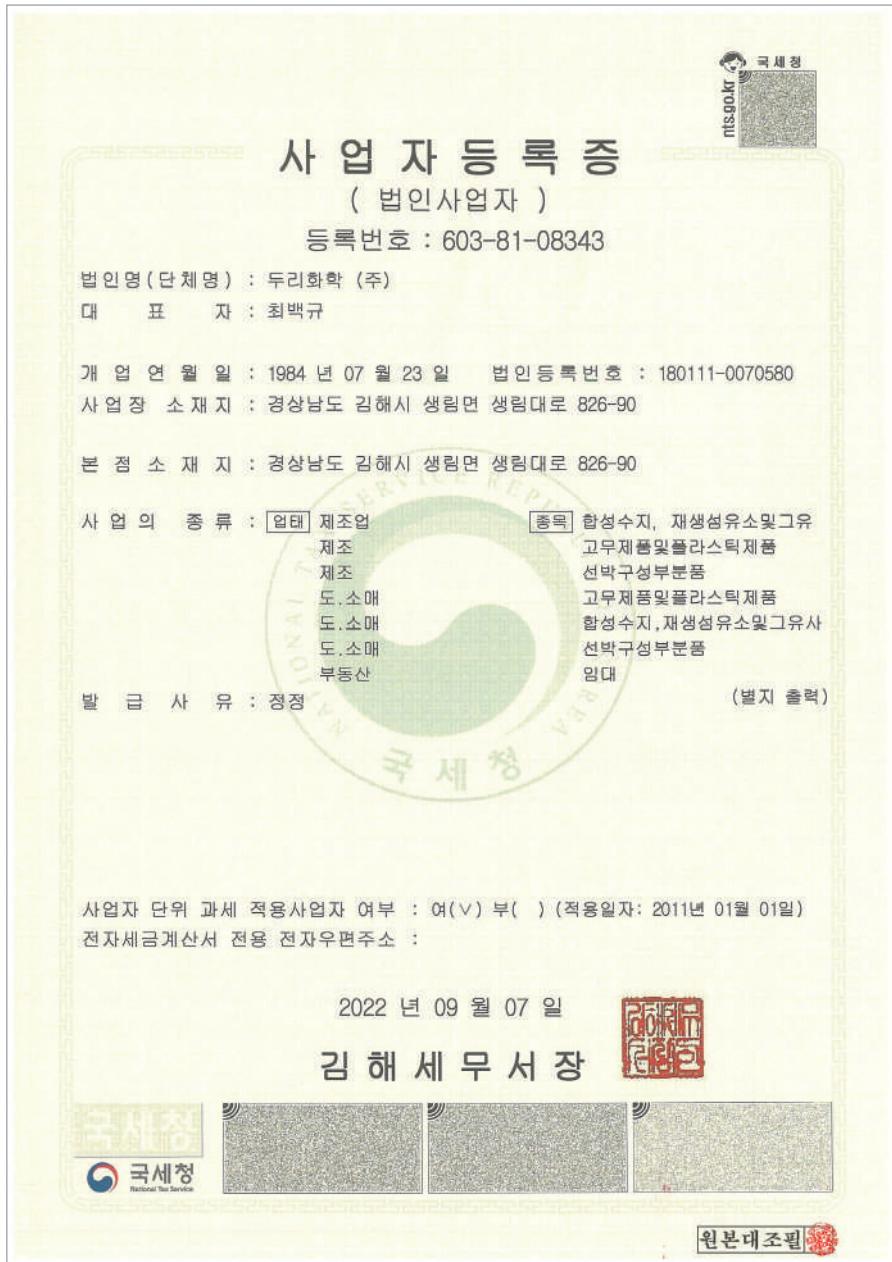 국세청
nts.go.kr
사업자등록증
( 법인사업자 )
등록번호 : 603-81-08343
법인명(단체명) : 두리화학 (주)
대 표 자 : 최백규
개 업 연 월 일 : 1984 년 07 월 23 일 법인등록번호 : 180111-0070580
사업장 소재지 : 경상남도 김해시 생림면 생림대로 826-90
본 점 소 재 지 : 경상남도 김해시 생림면 생림대로 826-90
사업의 종류 : 업태 제조업 종목 합성수지, 재생섬유소및그유
제조 고무제품및플라스틱제품
제조 선박구성부분품
도.소매 고무제품및플라스틱제품
도.소매 합성수지,재생섬유소및그유사
도.소매 선박구성부분품
부동산 임대
발 급 사 유 : 정정 (별지 출력)
NATIONAL TAX SERVICE REPUBLIC KOREA
국세청
사업자 단위 과세 적용사업자 여부 : 여(∨) 부( ) (적용일자: 2011년 01월 01일)
전자세금계산서 전용 전자우편주소 :
2022 년 09 월 07 일
김해세무서장
국세청
국세청
National Tax Service
원본대조필